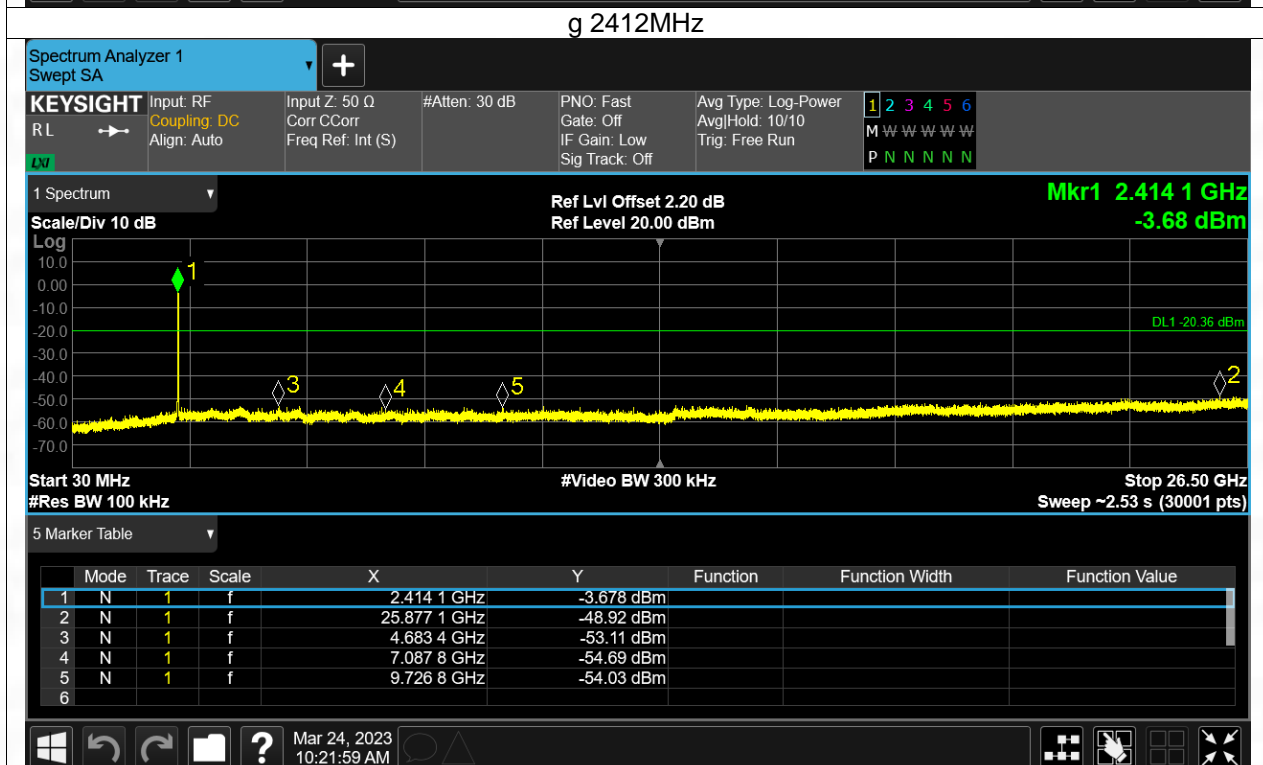 g 2412MHz
Spectrum Analyzer 1
Swept SA
+
KEYSIGHT Input: RF Input Z: 50 Ω #Atten: 30 dB PNO: Fast Avg Type: Log-Power 1 2 3 4 5 6
RL Coupling: DC Corr CCorr Gate: Off Avg|Hold: 10/10 M W W W W W
Align: Auto Freq Ref: Int (S) IF Gain: Low Trig: Free Run
LXI Sig Track: Off P N N N N N N
1 Spectrum
Ref Lvl Offset 2.20 dB Mkr1 2.414 1 GHz
Scale/Div 10 dB Ref Level 20.00 dBm -3.68 dBm
Log
10.0
0.00
-10.0
-20.0
-30.0
-40.0
-50.0
-60.0
-70.0
1
DL1 -20.36 dBm
3 4 5 2
Start 30 MHz #Video BW 300 kHz Stop 26.50 GHz
#Res BW 100 kHz Sweep ~2.53 s (30001 pts)
5 Marker Table
Mode Trace Scale X Y Function Function Width Function Value
1 N 1 f 2.414 1 GHz -3.678 dBm
2 N 1 f 25.877 1 GHz -48.92 dBm
3 N 1 f 4.683 4 GHz -53.11 dBm
4 N 1 f 7.087 8 GHz -54.69 dBm
5 N 1 f 9.726 8 GHz -54.03 dBm
6
? Mar 24, 2023
10:21:59 AM